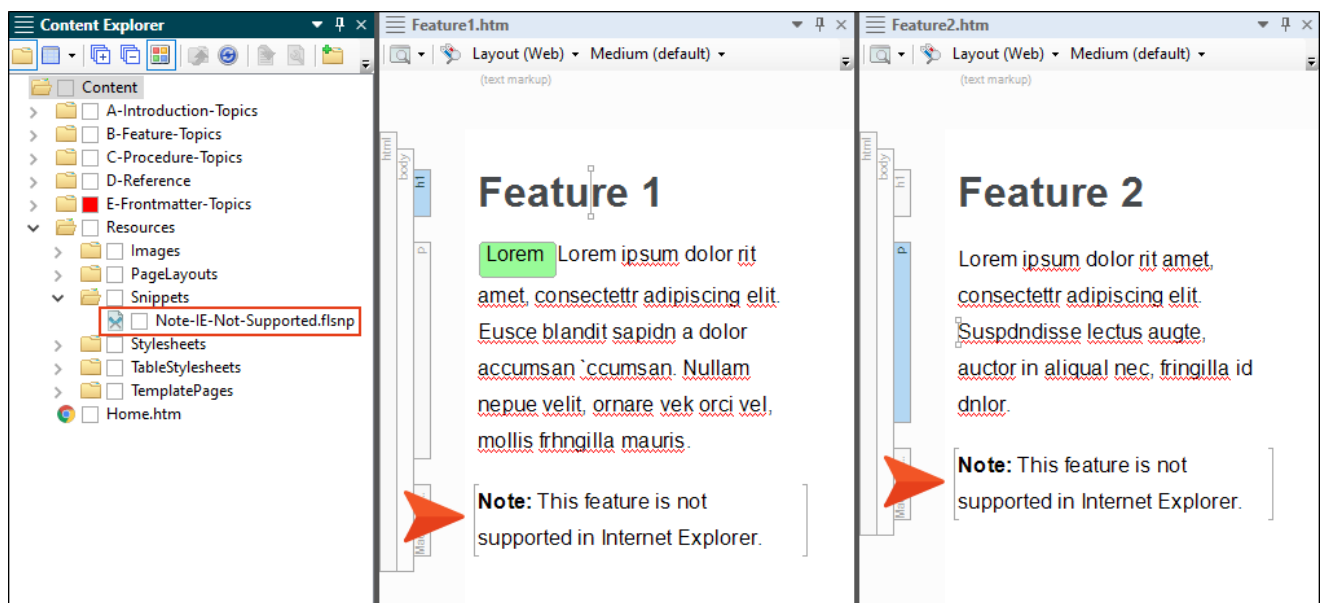 Content Explorer
Content
A-Introduction-Topics
B-Feature-Topics
C-Procedure-Topics
D-Reference
E-Frontmatter-Topics
Resources
Images
PageLayouts
Snippets
Note-IE-Not-Supported.flsnp
Stylesheets
TableStylesheets
TemplatePages
Home.htm
Feature1.htm
Layout (Web) Medium (default)
(text markup)
html
body
h1
p
Feature 1
Lorem Lorem ipsum dolor rit
amet, consectettr adipiscing elit.
Eusce blandit sapidn a dolor
accumsan `ccumsan. Nullam
nepue velit, ornare vek orci vel,
mollis frhngilla mauris.
Note: This feature is not
supported in Internet Explorer.
Feature2.htm
Layout (Web) Medium (default)
(text markup)
html
body
h1
p
Feature 2
Lorem ipsum dolor rit amet,
consectettr adipiscing elit.
Suspdndisse lectus augte,
auctor in aliqual nec, fringilla id
dnlor.
Note: This feature is not
supported in Internet Explorer.